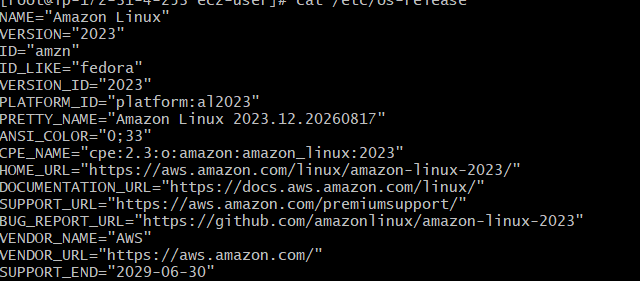 [root@ip-172-31-4-253 ec2-user]# cat /etc/os-release
NAME="Amazon Linux"
VERSION="2023"
ID="amzn"
ID_LIKE="fedora"
VERSION_ID="2023"
PLATFORM_ID="platform:al2023"
PRETTY_NAME="Amazon Linux 2023.12.20260817"
ANSI_COLOR="0;33"
CPE_NAME="cpe:2.3:o:amazon:amazon_linux:2023"
HOME_URL="https://aws.amazon.com/linux/amazon-linux-2023/"
DOCUMENTATION_URL="https://docs.aws.amazon.com/linux/"
SUPPORT_URL="https://aws.amazon.com/premiumsupport/"
BUG_REPORT_URL="https://github.com/amazonlinux/amazon-linux-2023"
VENDOR_NAME="AWS"
VENDOR_URL="https://aws.amazon.com/"
SUPPORT_END="2029-06-30"